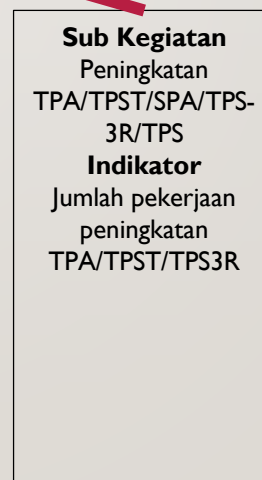 Sub Kegiatan
Peningkatan
TPA/TPST/SPA/TPS-
3R/TPS
Indikator
Jumlah pekerjaan
peningkatan
TPA/TPST/TPS3R